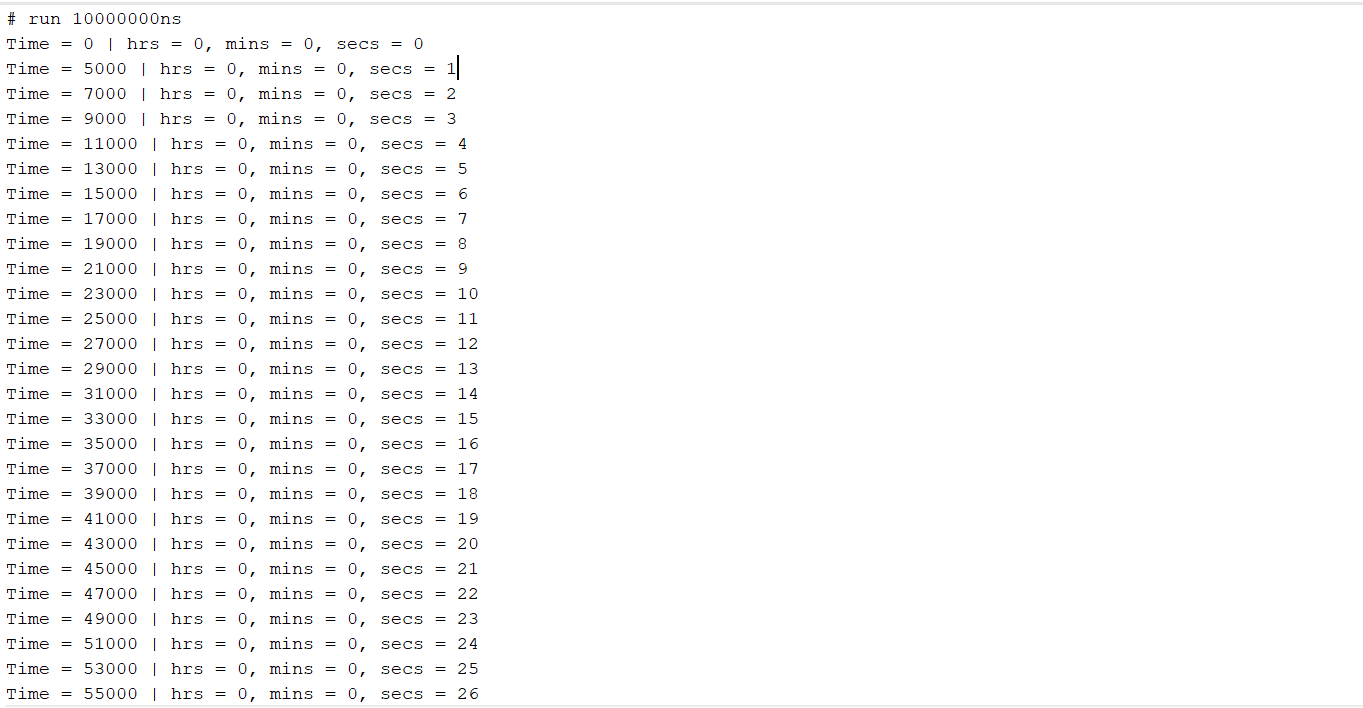 # run 10000000ns
Time = 0 | hrs = 0, mins = 0, secs = 0
Time = 5000 | hrs = 0, mins = 0, secs = 1
Time = 7000 | hrs = 0, mins = 0, secs = 2
Time = 9000 | hrs = 0, mins = 0, secs = 3
Time = 11000 | hrs = 0, mins = 0, secs = 4
Time = 13000 | hrs = 0, mins = 0, secs = 5
Time = 15000 | hrs = 0, mins = 0, secs = 6
Time = 17000 | hrs = 0, mins = 0, secs = 7
Time = 19000 | hrs = 0, mins = 0, secs = 8
Time = 21000 | hrs = 0, mins = 0, secs = 9
Time = 23000 | hrs = 0, mins = 0, secs = 10
Time = 25000 | hrs = 0, mins = 0, secs = 11
Time = 27000 | hrs = 0, mins = 0, secs = 12
Time = 29000 | hrs = 0, mins = 0, secs = 13
Time = 31000 | hrs = 0, mins = 0, secs = 14
Time = 33000 | hrs = 0, mins = 0, secs = 15
Time = 35000 | hrs = 0, mins = 0, secs = 16
Time = 37000 | hrs = 0, mins = 0, secs = 17
Time = 39000 | hrs = 0, mins = 0, secs = 18
Time = 41000 | hrs = 0, mins = 0, secs = 19
Time = 43000 | hrs = 0, mins = 0, secs = 20
Time = 45000 | hrs = 0, mins = 0, secs = 21
Time = 47000 | hrs = 0, mins = 0, secs = 22
Time = 49000 | hrs = 0, mins = 0, secs = 23
Time = 51000 | hrs = 0, mins = 0, secs = 24
Time = 53000 | hrs = 0, mins = 0, secs = 25
Time = 55000 | hrs = 0, mins = 0, secs = 26